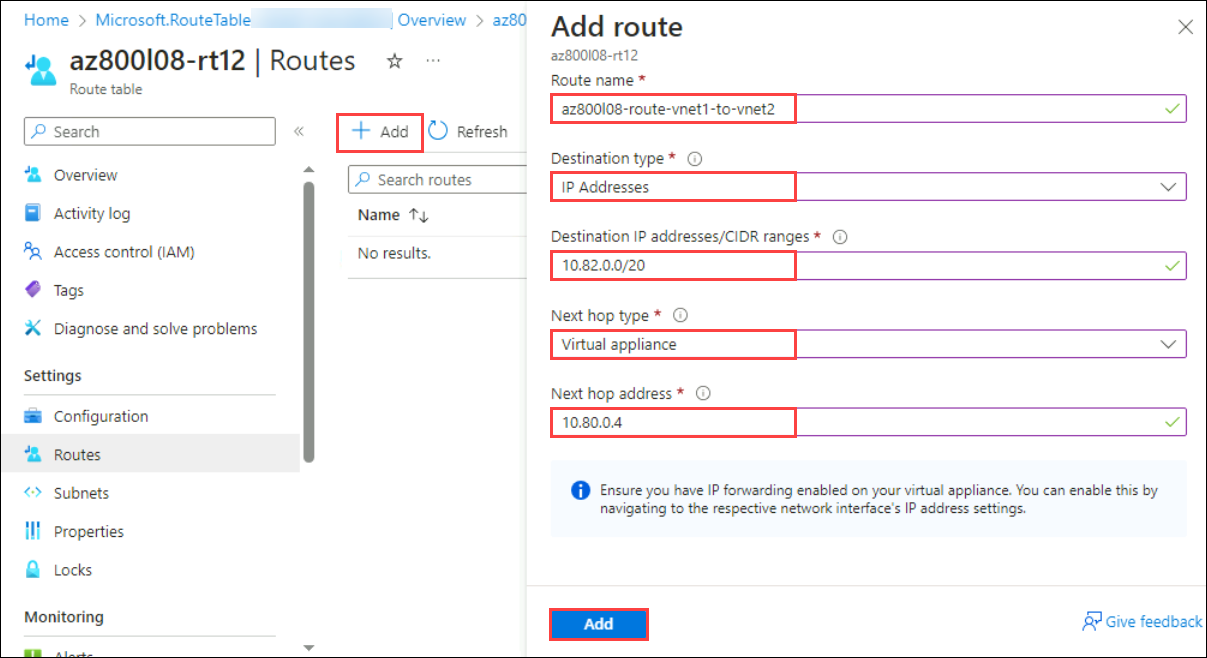 Home > Microsoft.RouteTable Overview > az80
az800l08-rt12 | Routes
Route table
Search
+ Add
Refresh
Overview
Activity log
Access control (IAM)
Tags
Diagnose and solve problems
Settings
Configuration
Routes
Subnets
Properties
Locks
Monitoring
Alerts
Search routes
Name ↑↓
No results.
Add route
az800l08-rt12
Route name *
az800l08-route-vnet1-to-vnet2
Destination type *
IP Addresses
Destination IP addresses/CIDR ranges *
10.82.0.0/20
Next hop type *
Virtual appliance
Next hop address *
10.80.0.4
Ensure you have IP forwarding enabled on your virtual appliance. You can enable this by
navigating to the respective network interface's IP address settings.
Add
Give feedback